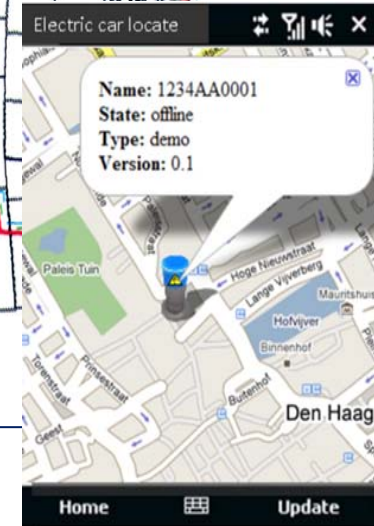 Electric car locate
Name: 1234AA0001
State: offline
Type: demo
Version: 0.1
Paleis Tuin
Hoge Nieuwstraat
Lange Vijverberg
Mauritshuis
Hofvijver
Binnenhof
Torenstraat
Prinsestraat
Buitenhof
Den Haag
Geest
Home
Update